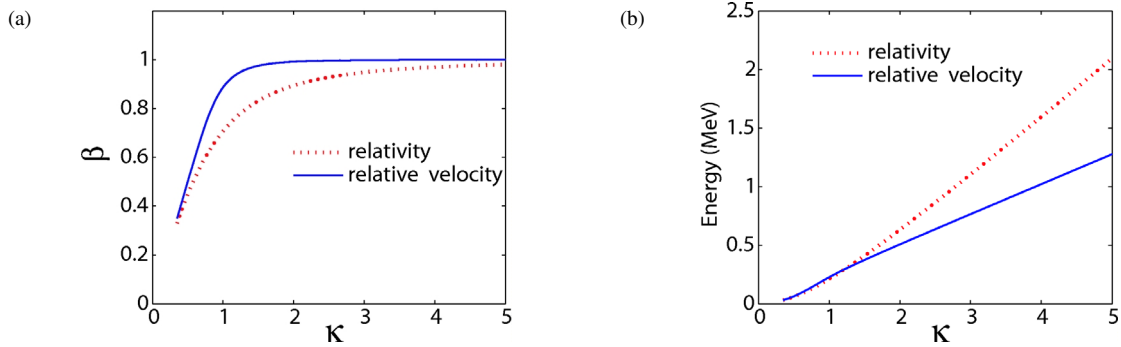 (a)
1
0.8
0.6
0.4
0.2
0
β
relativity
relative velocity
0 1 2 3 4 5
κ
(b)
2.5
2
1.5
1
0.5
0
Energy (MeV)
relativity
relative velocity
0 1 2 3 4 5
κ